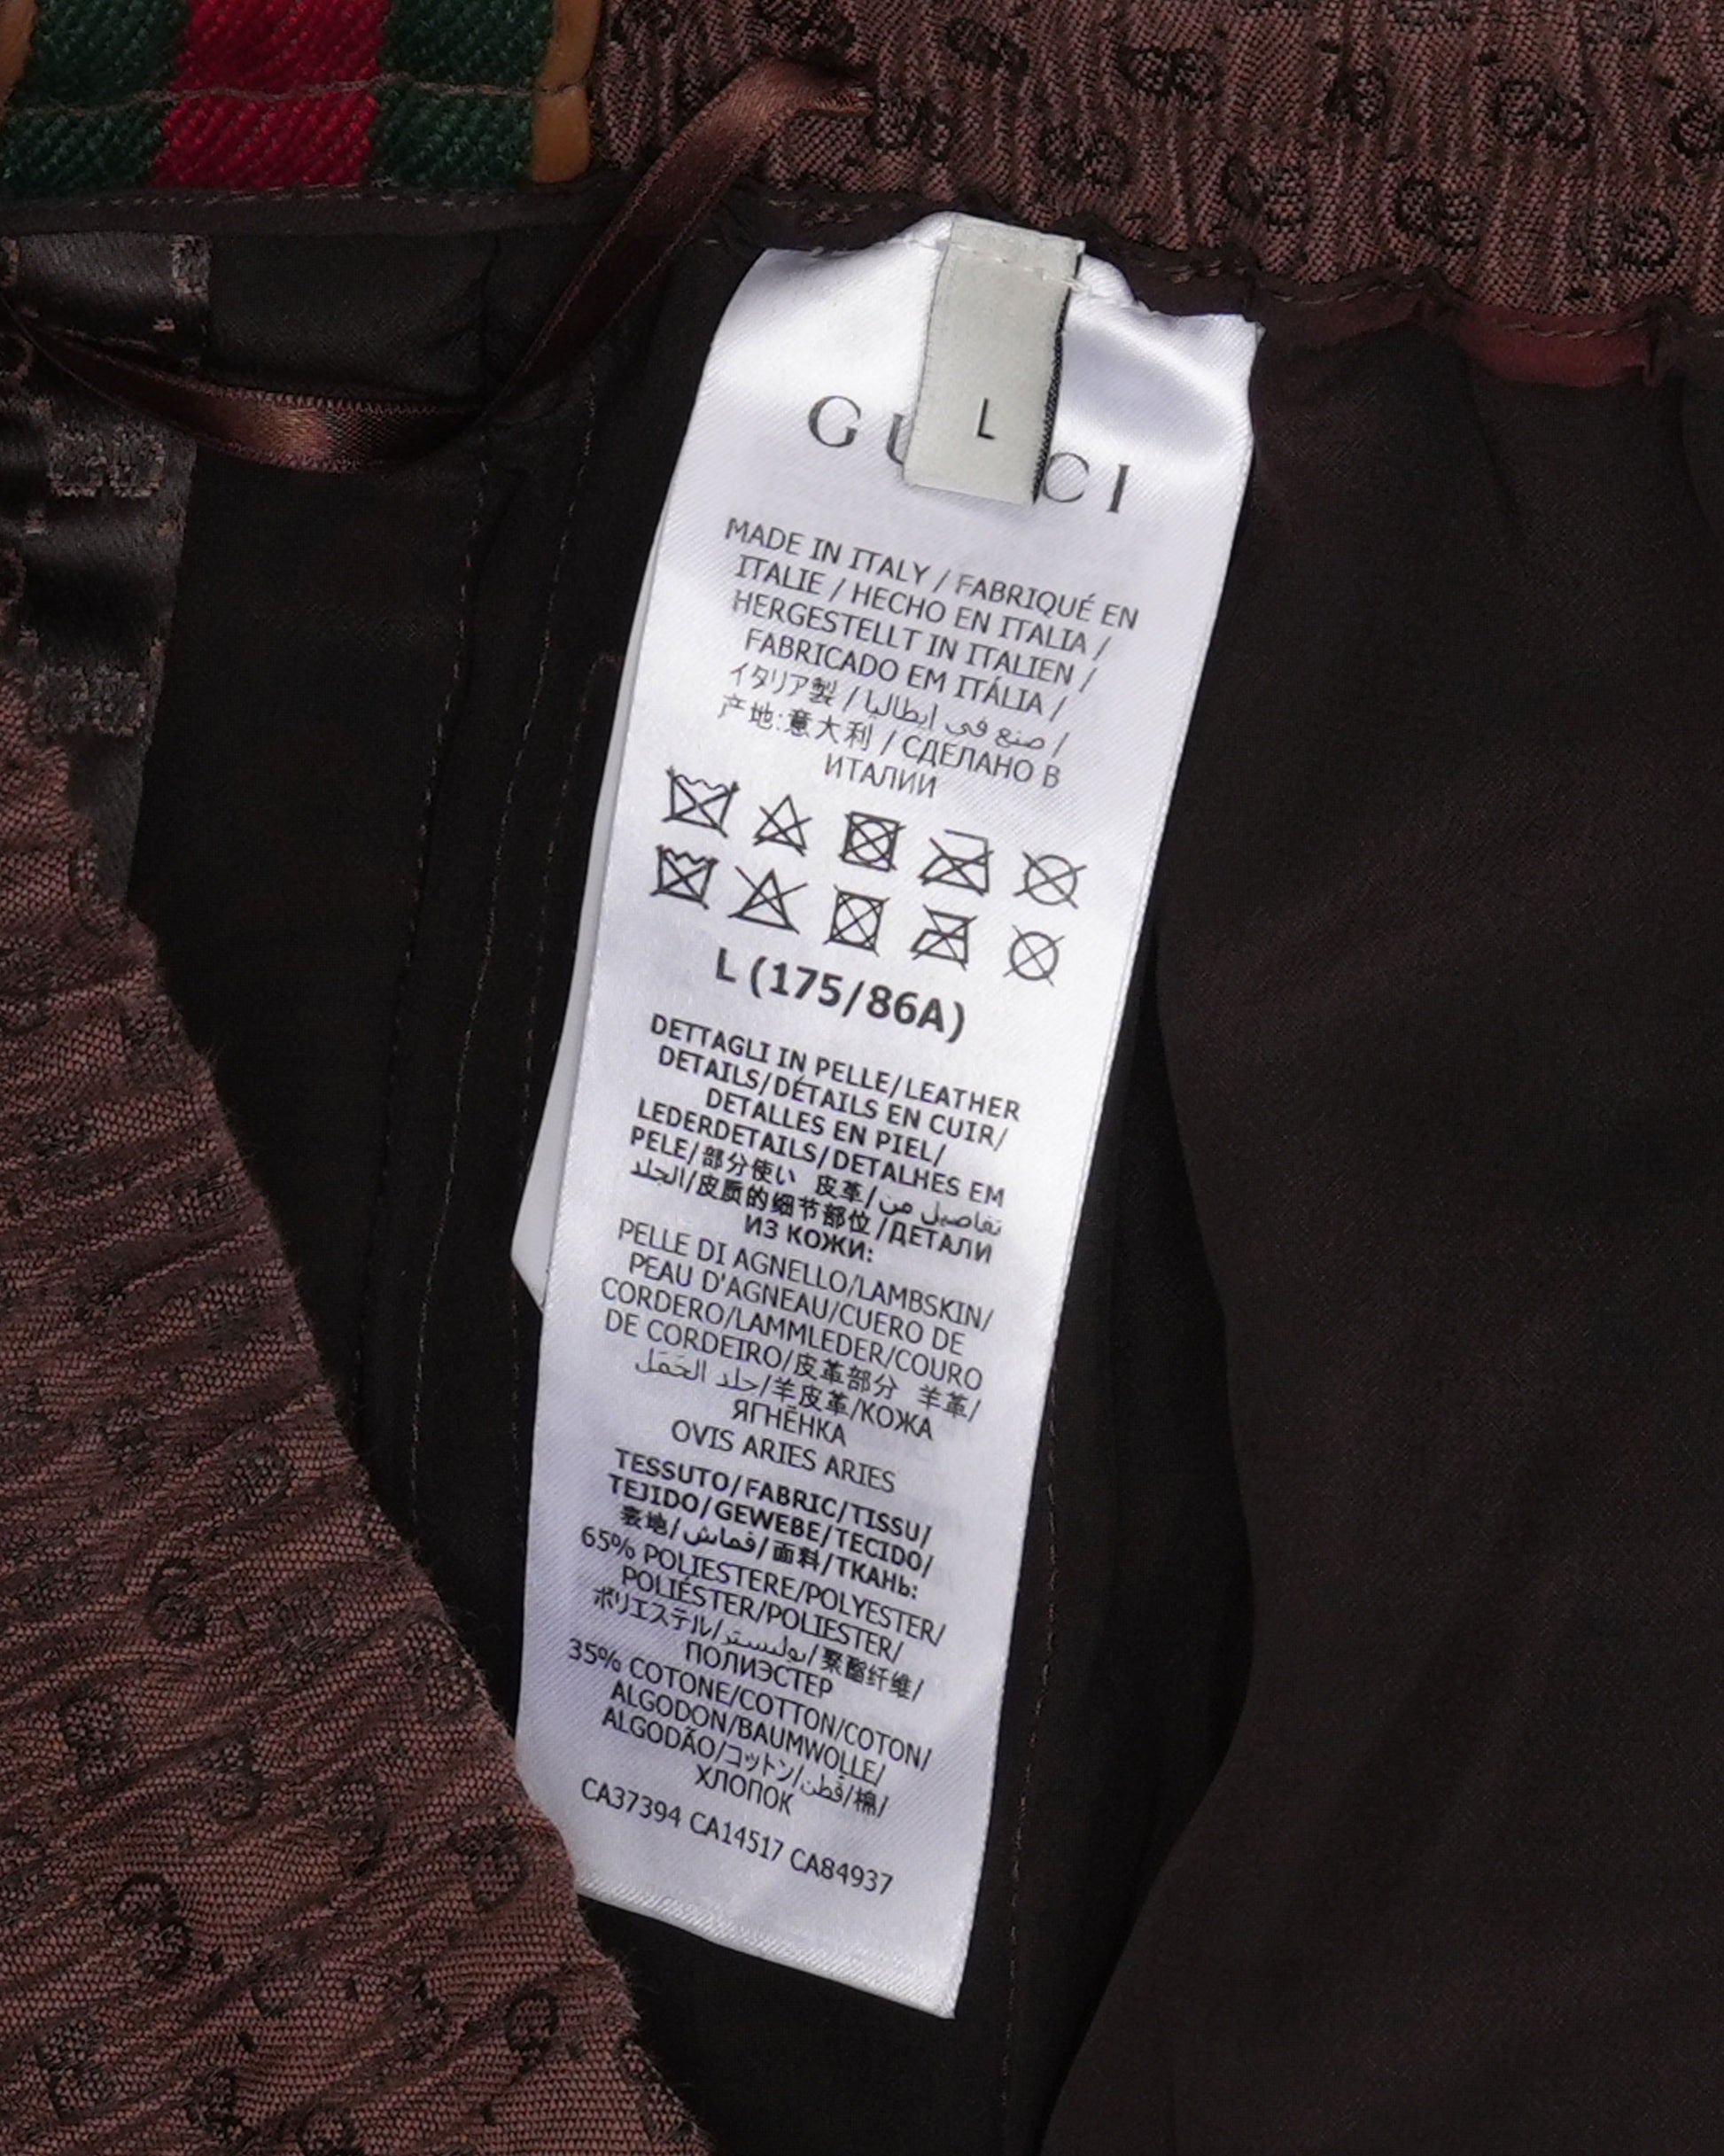 L
GUCCI
MADE IN ITALY / FABRIQUÉ EN
ITALIE / HECHO EN ITALIA /
HERGESTELLT IN ITALIEN /
FABRICADO EM ITÁLIA /
イタリア製 / صنع في إيطاليا /
产地:意大利 / СДЕЛАНО В
ИТАЛИИ
L (175/86A)
DETTAGLI IN PELLE/LEATHER
DETAILS/DÉTAILS EN CUIR/
DETALLES EN PIEL/
LEDERDETAILS/DETALHES EM
PELE/部分使い 皮革/تفاصيل من
الجلد/皮质的细节部位/ДЕТАЛИ
ИЗ КОЖИ:
PELLE DI AGNELLO/LAMBSKIN/
PEAU D'AGNEAU/CUERO DE
CORDERO/LAMMLEDER/COURO
DE CORDEIRO/皮革部分 羊革/
جلد الحَمَل/羊皮革/КОЖА
ЯГНЁНКА
OVIS ARIES ARIES
TESSUTO/FABRIC/TISSU/
TEJIDO/GEWEBE/TECIDO/
表地/قماش/面料/ТКАНЬ:
65% POLIESTERE/POLYESTER/
POLIÉSTER/POLIESTER/
ポリエステル/بوليستر/聚酯纤维/
ПОЛИЭСТЕР
35% COTONE/COTTON/COTON/
ALGODON/BAUMWOLLE/
ALGODÃO/コットン/قطن/棉/
ХЛОПОК
CA37394 CA14517 CA84937